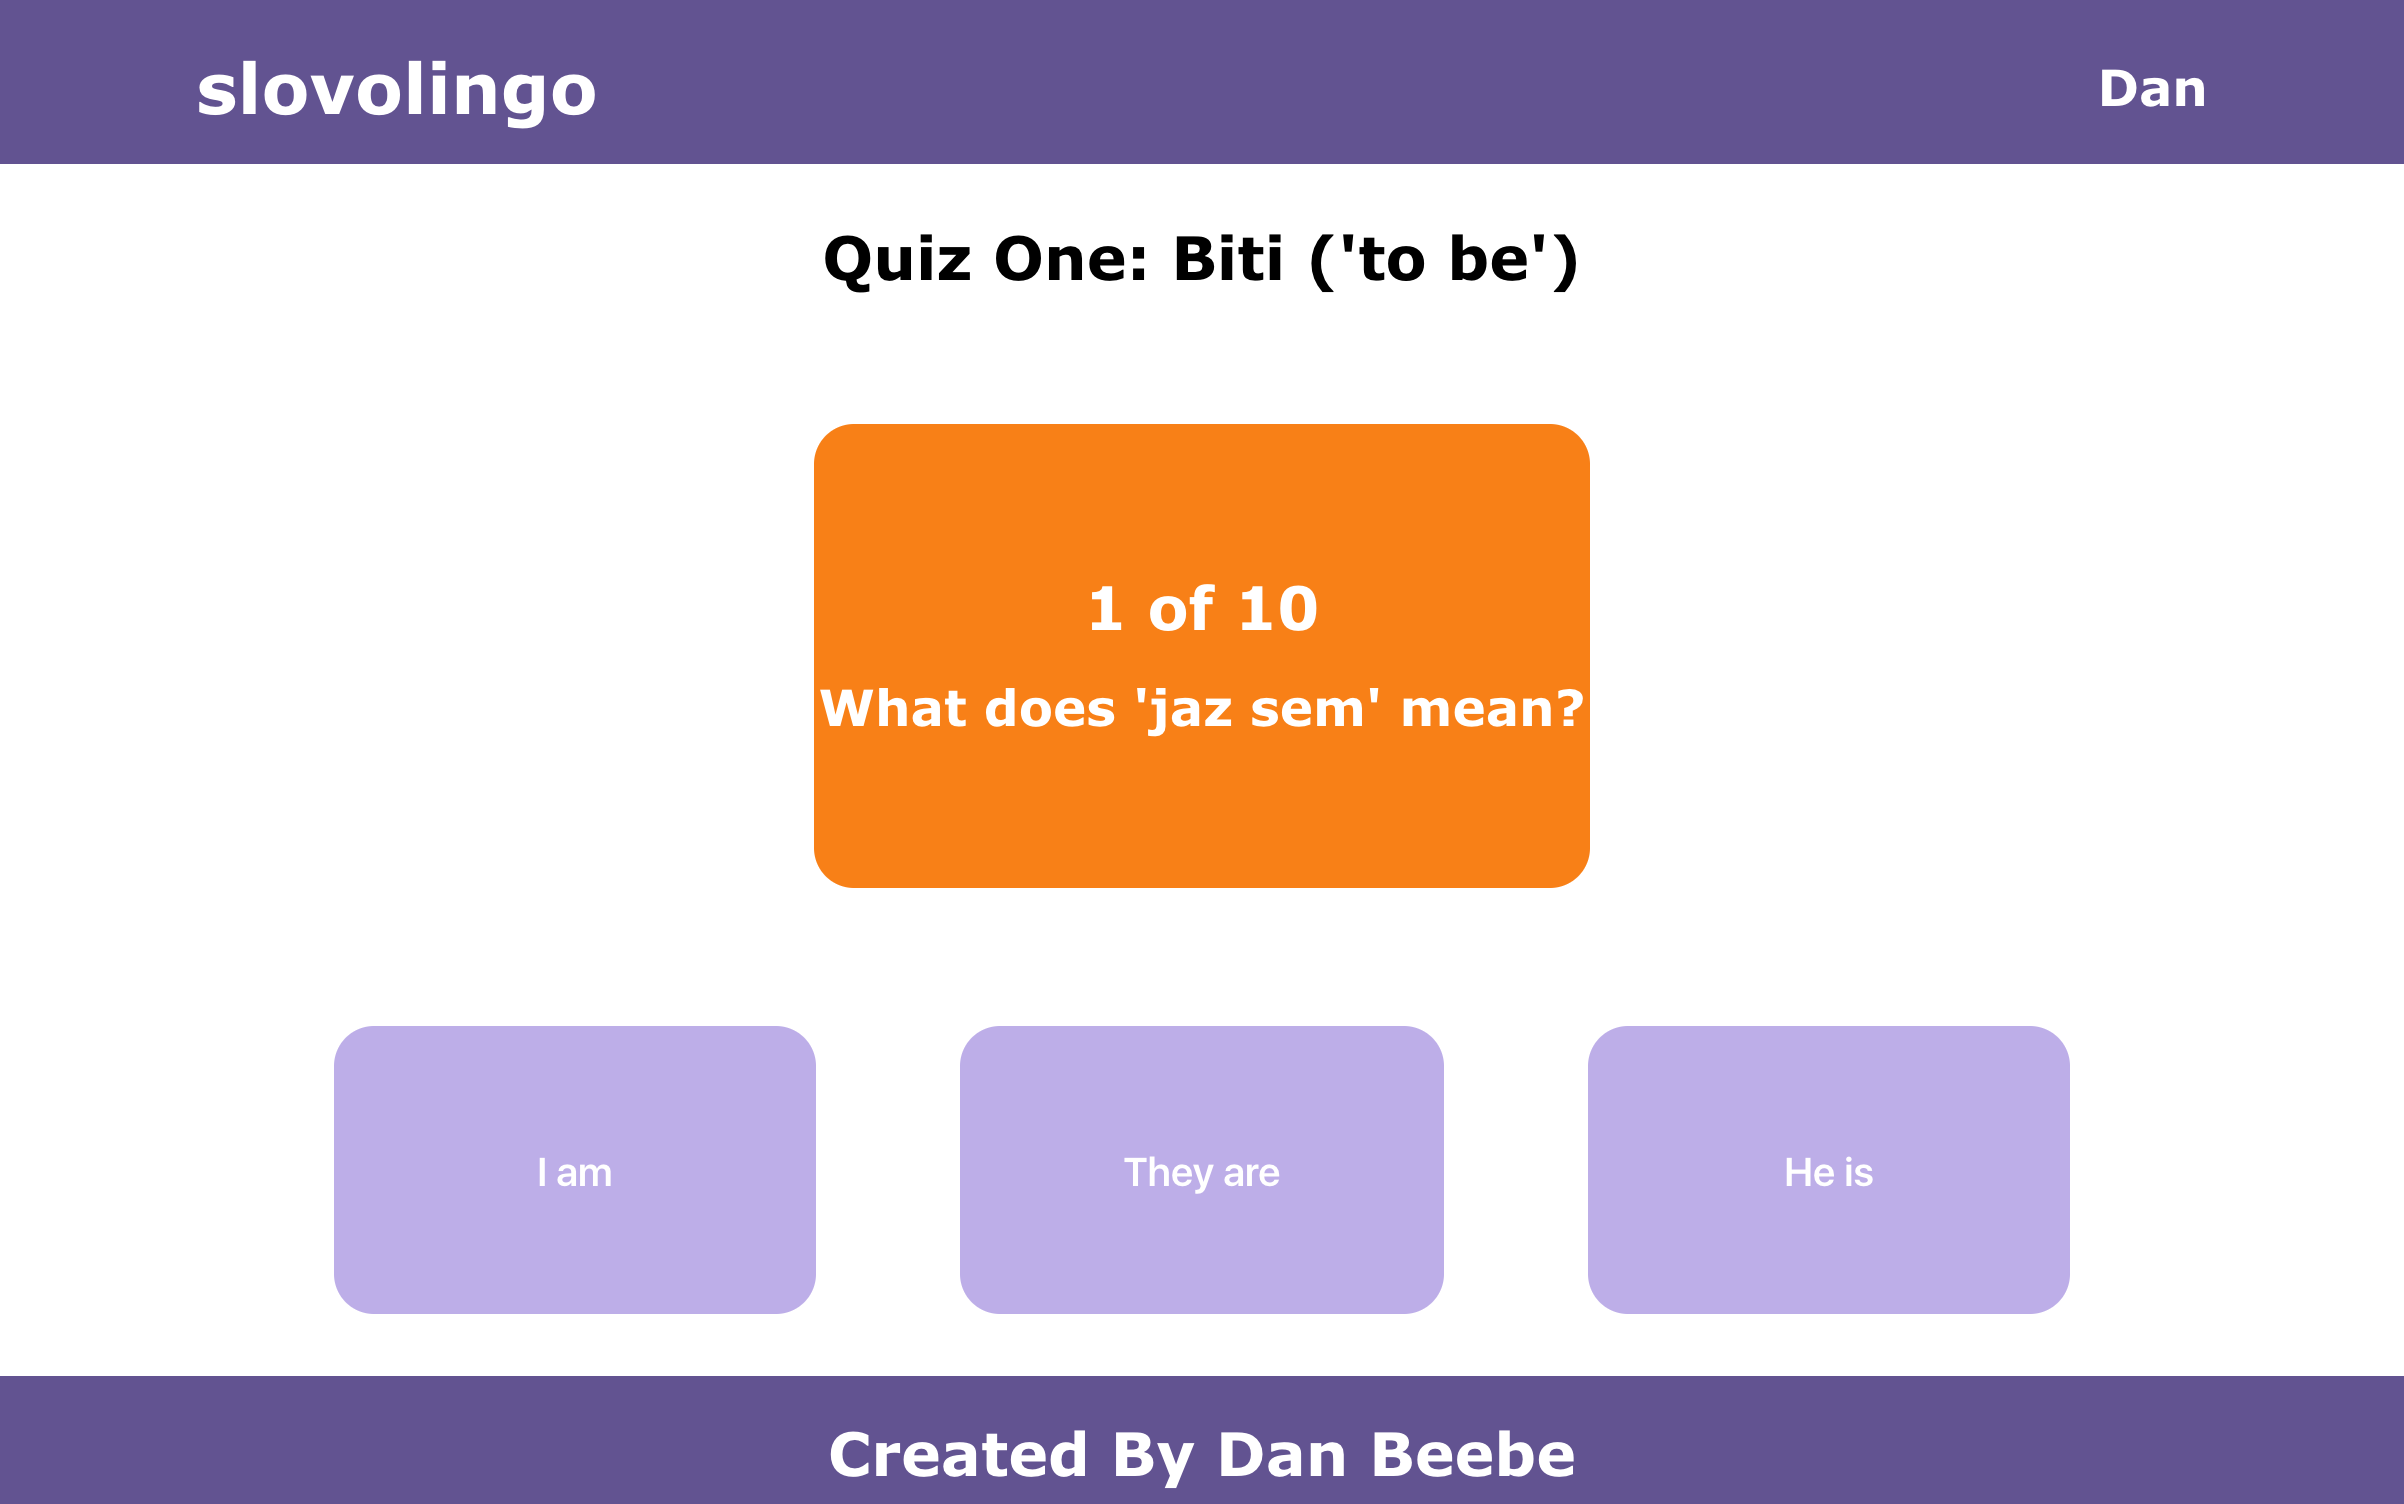 slovolingo
Dan
Quiz One: Biti ('to be')
1 of 10
What does 'jaz sem' mean?
I am
They are
He is
Created By Dan Beebe